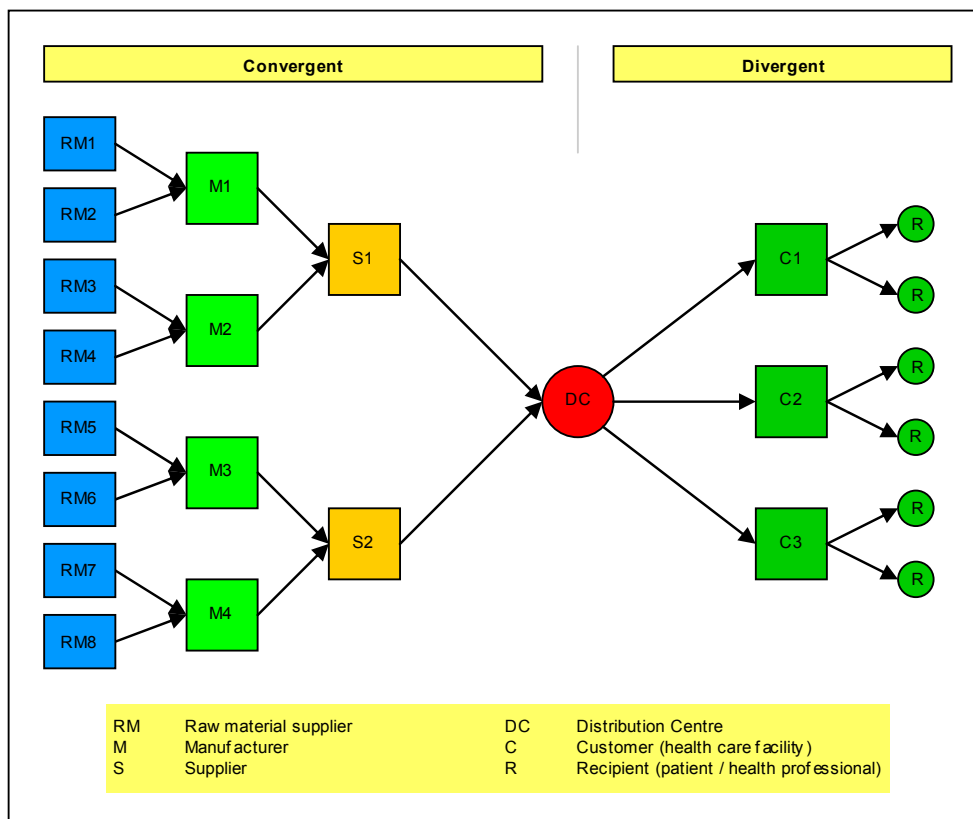 Convergent
Divergent
RM1
RM2
RM3
RM4
RM5
RM6
RM7
RM8
M1
M2
M3
M4
S1
S2
DC
C1
C2
C3
R
R
R
R
R
R
RM Raw material supplier
M Manufacturer
S Supplier
DC Distribution Centre
C Customer (health care facility)
R Recipient (patient / health professional)